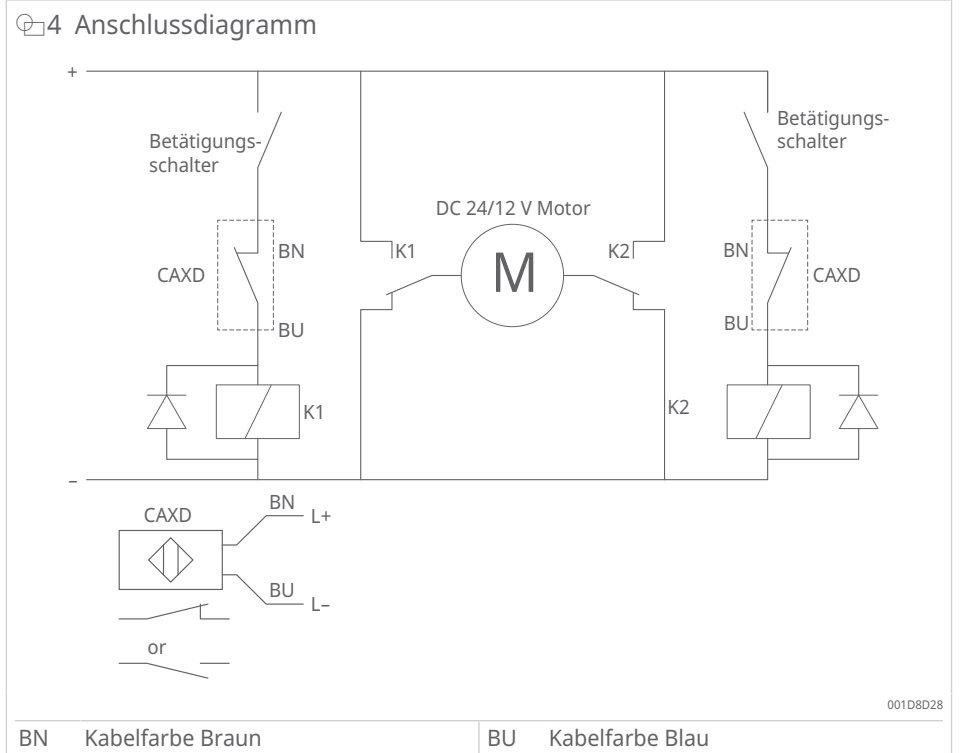 4 Anschlussdiagramm
+
Betätigungs-
schalter
Betätigungs-
schalter
DC 24/12 V Motor
BN
K1
M
K2
BN
CAXD
CAXD
BU
BU
K1
K2
–
CAXD
BN
L+
BU
L–
or
001D8D28
BN Kabelfarbe Braun
BU Kabelfarbe Blau